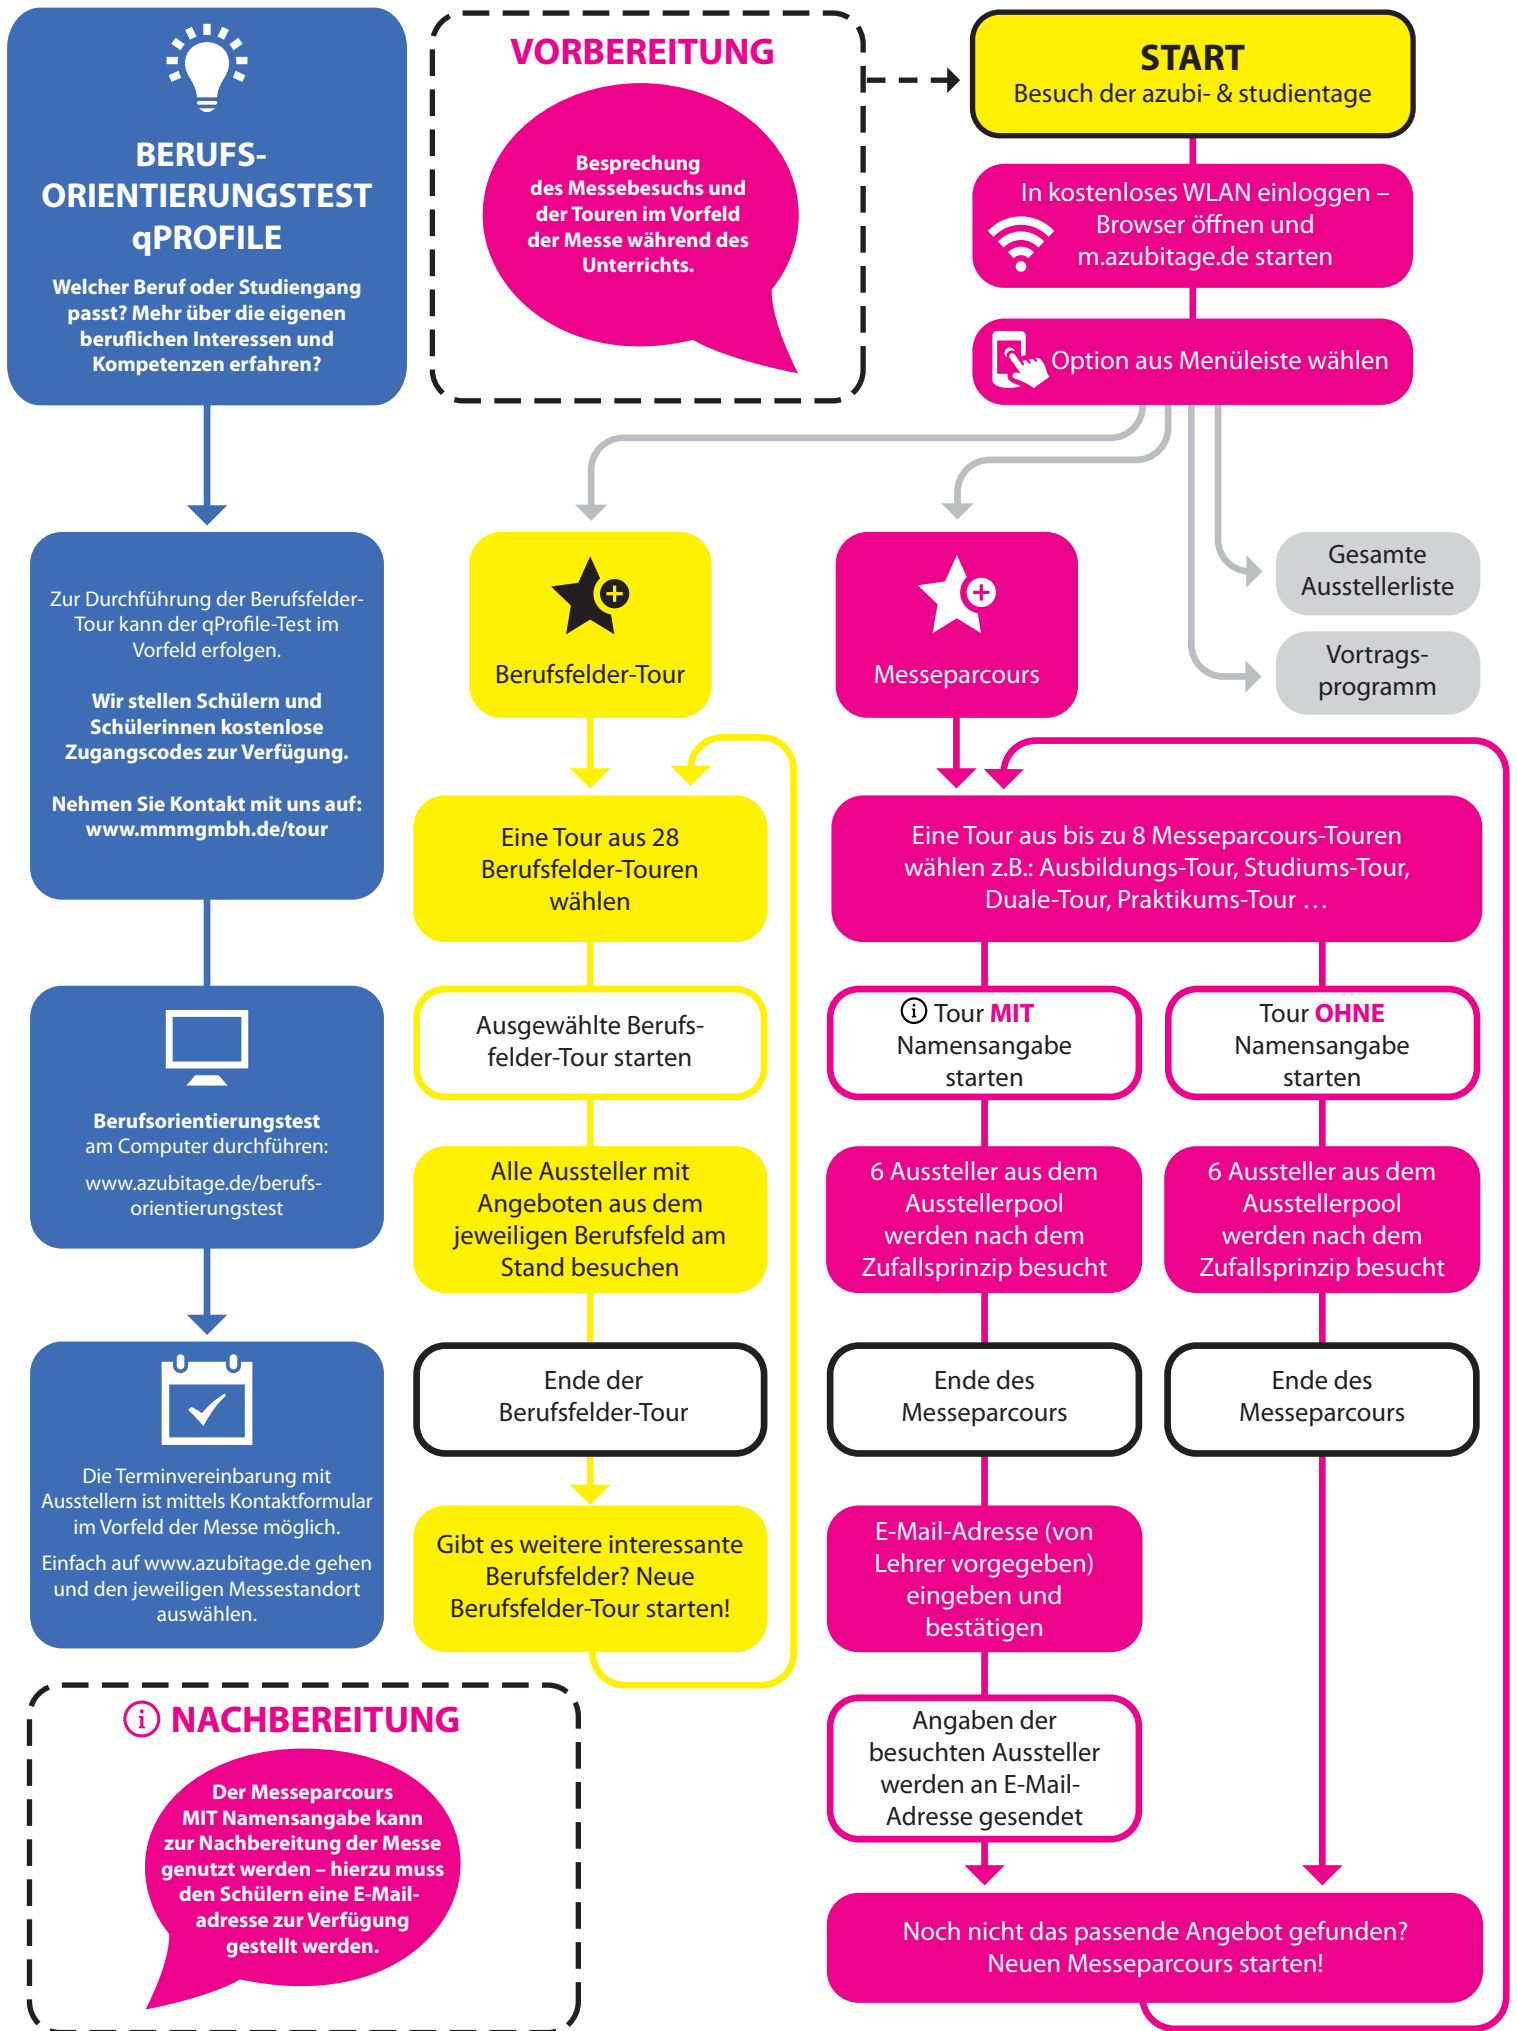 BERUFS-
ORIENTIERUNGSTEST
qPROFILE
Welcher Beruf oder Studiengang
passt? Mehr über die eigenen
beruflichen Interessen und
Kompetenzen erfahren?
Zur Durchführung der Berufsfelder-
Tour kann der qProfile-Test im
Vorfeld erfolgen.
Wir stellen Schülern und
Schülerinnen kostenlose
Zugangscodes zur Verfügung.
Nehmen Sie Kontakt mit uns auf:
www.mmmgmbh.de/tour
Berufsorientierungstest
am Computer durchführen:
www.azubitage.de/berufs-
orientierungstest
Die Terminvereinbarung mit
Ausstellern ist mittels Kontaktformular
im Vorfeld der Messe möglich.
Einfach auf www.azubitage.de gehen
und den jeweiligen Messestandort
auswählen.
VORBEREITUNG
Besprechung
des Messebesuchs und
der Touren im Vorfeld
der Messe während des
Unterrichts.
START
Besuch der azubi- & studientage
In kostenloses WLAN einloggen –
Browser öffnen und
m.azubitage.de starten
Option aus Menüleiste wählen
Berufsfelder-Tour
Eine Tour aus 28
Berufsfelder-Touren
wählen
Ausgewählte Berufs-
felder-Tour starten
Alle Aussteller mit
Angeboten aus dem
jeweiligen Berufsfeld am
Stand besuchen
Ende der
Berufsfelder-Tour
Gibt es weitere interessante
Berufsfelder? Neue
Berufsfelder-Tour starten!
Messeparcours
Gesamte
Ausstellerliste
Vortrags-
programm
Eine Tour aus bis zu 8 Messeparcours-Touren
wählen z.B.: Ausbildungs-Tour, Studiums-Tour,
Duale-Tour, Praktikums-Tour …
i Tour MIT
Namensangabe
starten
6 Aussteller aus dem
Ausstellerpool
werden nach dem
Zufallsprinzip besucht
Ende des
Messeparcours
E-Mail-Adresse (von
Lehrer vorgegeben)
eingeben und
bestätigen
Angaben der
besuchten Aussteller
werden an E-Mail-
Adresse gesendet
Tour OHNE
Namensangabe
starten
6 Aussteller aus dem
Ausstellerpool
werden nach dem
Zufallsprinzip besucht
Ende des
Messeparcours
Noch nicht das passende Angebot gefunden?
Neuen Messeparcours starten!
i NACHBEREITUNG
Der Messeparcours
MIT Namensangabe kann
zur Nachbereitung der Messe
genutzt werden – hierzu muss
den Schülern eine E-Mail-
adresse zur Verfügung
gestellt werden.